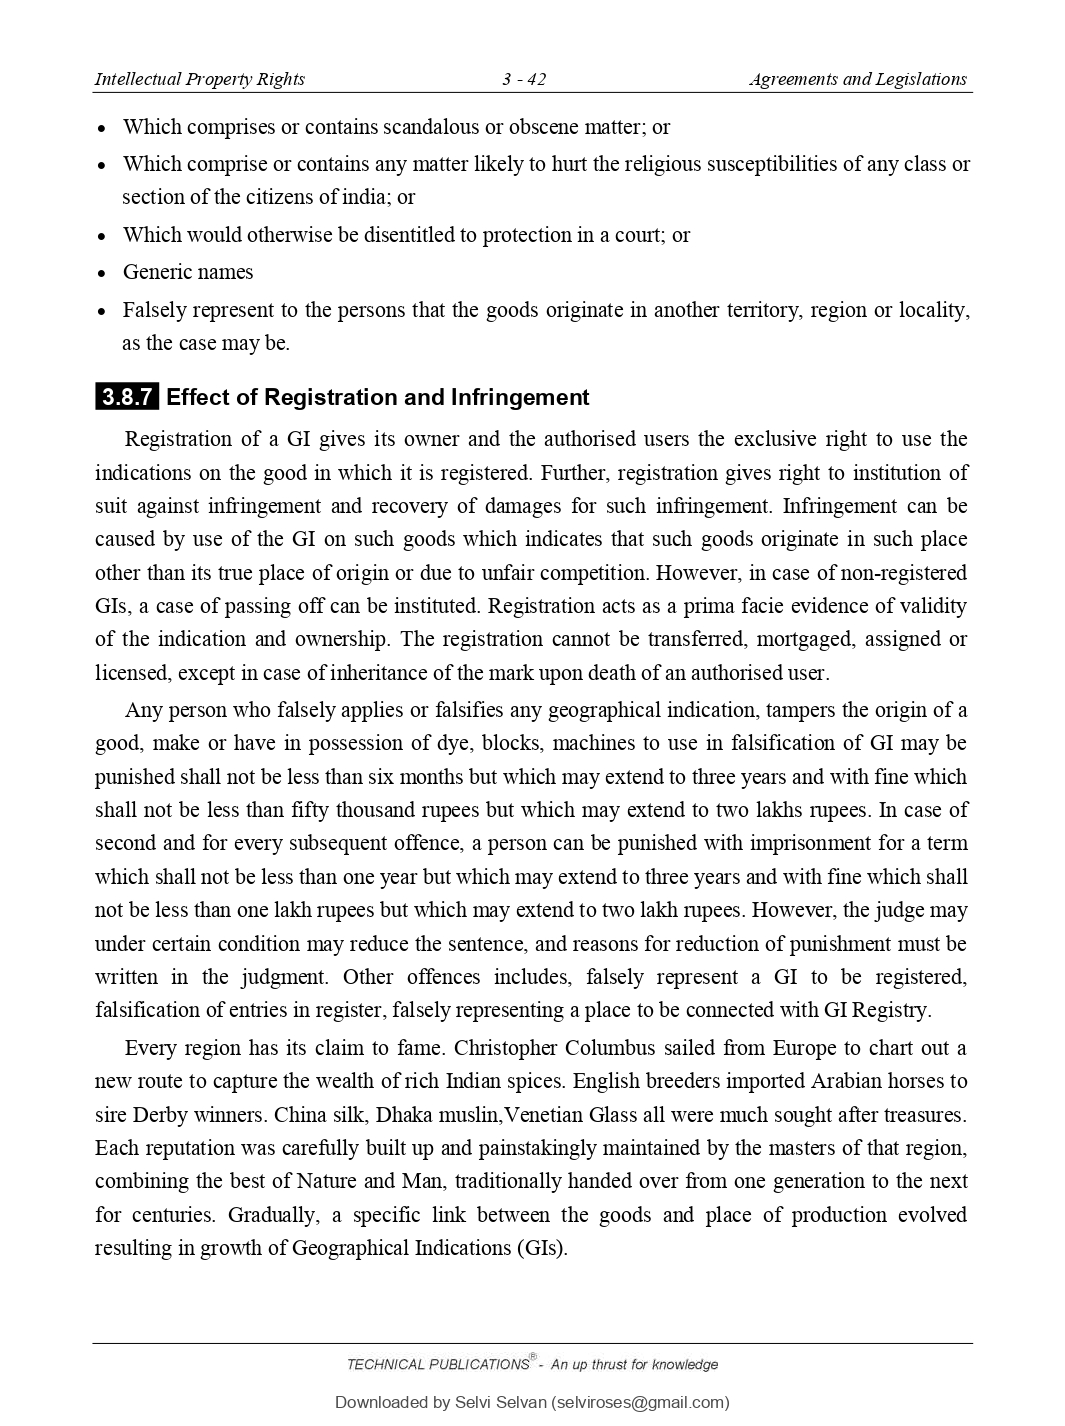 Intellectual Property Rights 3 - 42 Agreements and Legislations
• Which comprises or contains scandalous or obscene matter; or
• Which comprise or contains any matter likely to hurt the religious susceptibilities of any class or
section of the citizens of india; or
• Which would otherwise be disentitled to protection in a court; or
• Generic names
• Falsely represent to the persons that the goods originate in another territory, region or locality,
as the case may be.
3.8.7 Effect of Registration and Infringement
Registration of a GI gives its owner and the authorised users the exclusive right to use the
indications on the good in which it is registered. Further, registration gives right to institution of
suit against infringement and recovery of damages for such infringement. Infringement can be
caused by use of the GI on such goods which indicates that such goods originate in such place
other than its true place of origin or due to unfair competition. However, in case of non-registered
GIs, a case of passing off can be instituted. Registration acts as a prima facie evidence of validity
of the indication and ownership. The registration cannot be transferred, mortgaged, assigned or
licensed, except in case of inheritance of the mark upon death of an authorised user.
Any person who falsely applies or falsifies any geographical indication, tampers the origin of a
good, make or have in possession of dye, blocks, machines to use in falsification of GI may be
punished shall not be less than six months but which may extend to three years and with fine which
shall not be less than fifty thousand rupees but which may extend to two lakhs rupees. In case of
second and for every subsequent offence, a person can be punished with imprisonment for a term
which shall not be less than one year but which may extend to three years and with fine which shall
not be less than one lakh rupees but which may extend to two lakh rupees. However, the judge may
under certain condition may reduce the sentence, and reasons for reduction of punishment must be
written in the judgment. Other offences includes, falsely represent a GI to be registered,
falsification of entries in register, falsely representing a place to be connected with GI Registry.
Every region has its claim to fame. Christopher Columbus sailed from Europe to chart out a
new route to capture the wealth of rich Indian spices. English breeders imported Arabian horses to
sire Derby winners. China silk, Dhaka muslin,Venetian Glass all were much sought after treasures.
Each reputation was carefully built up and painstakingly maintained by the masters of that region,
combining the best of Nature and Man, traditionally handed over from one generation to the next
for centuries. Gradually, a specific link between the goods and place of production evolved
resulting in growth of Geographical Indications (GIs).
TECHNICAL PUBLICATIONS® - An up thrust for knowledge
Downloaded by Selvi Selvan (selviroses@gmail.com)